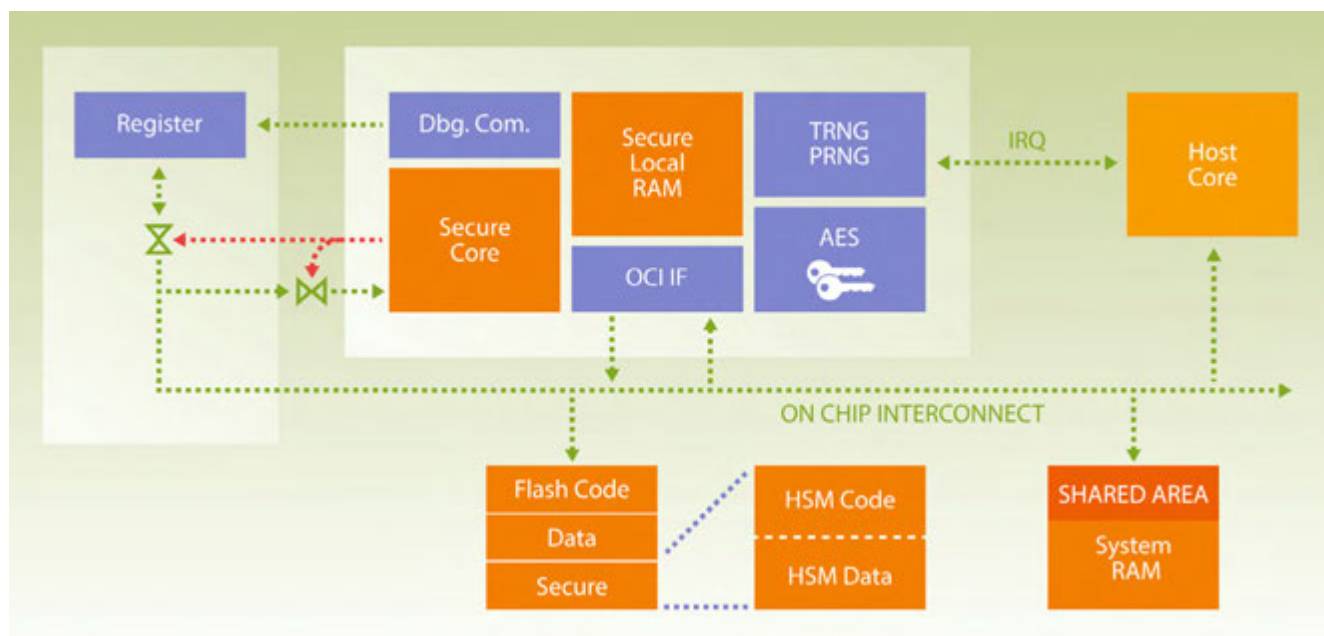 Register
Dbg. Com.
Secure
Local
RAM
TRNG
PRNG
IRQ
Host
Core
Secure
Core
OCI IF
AES
ON CHIP INTERCONNECT
Flash Code
Data
Secure
HSM Code
HSM Data
SHARED AREA
System
RAM